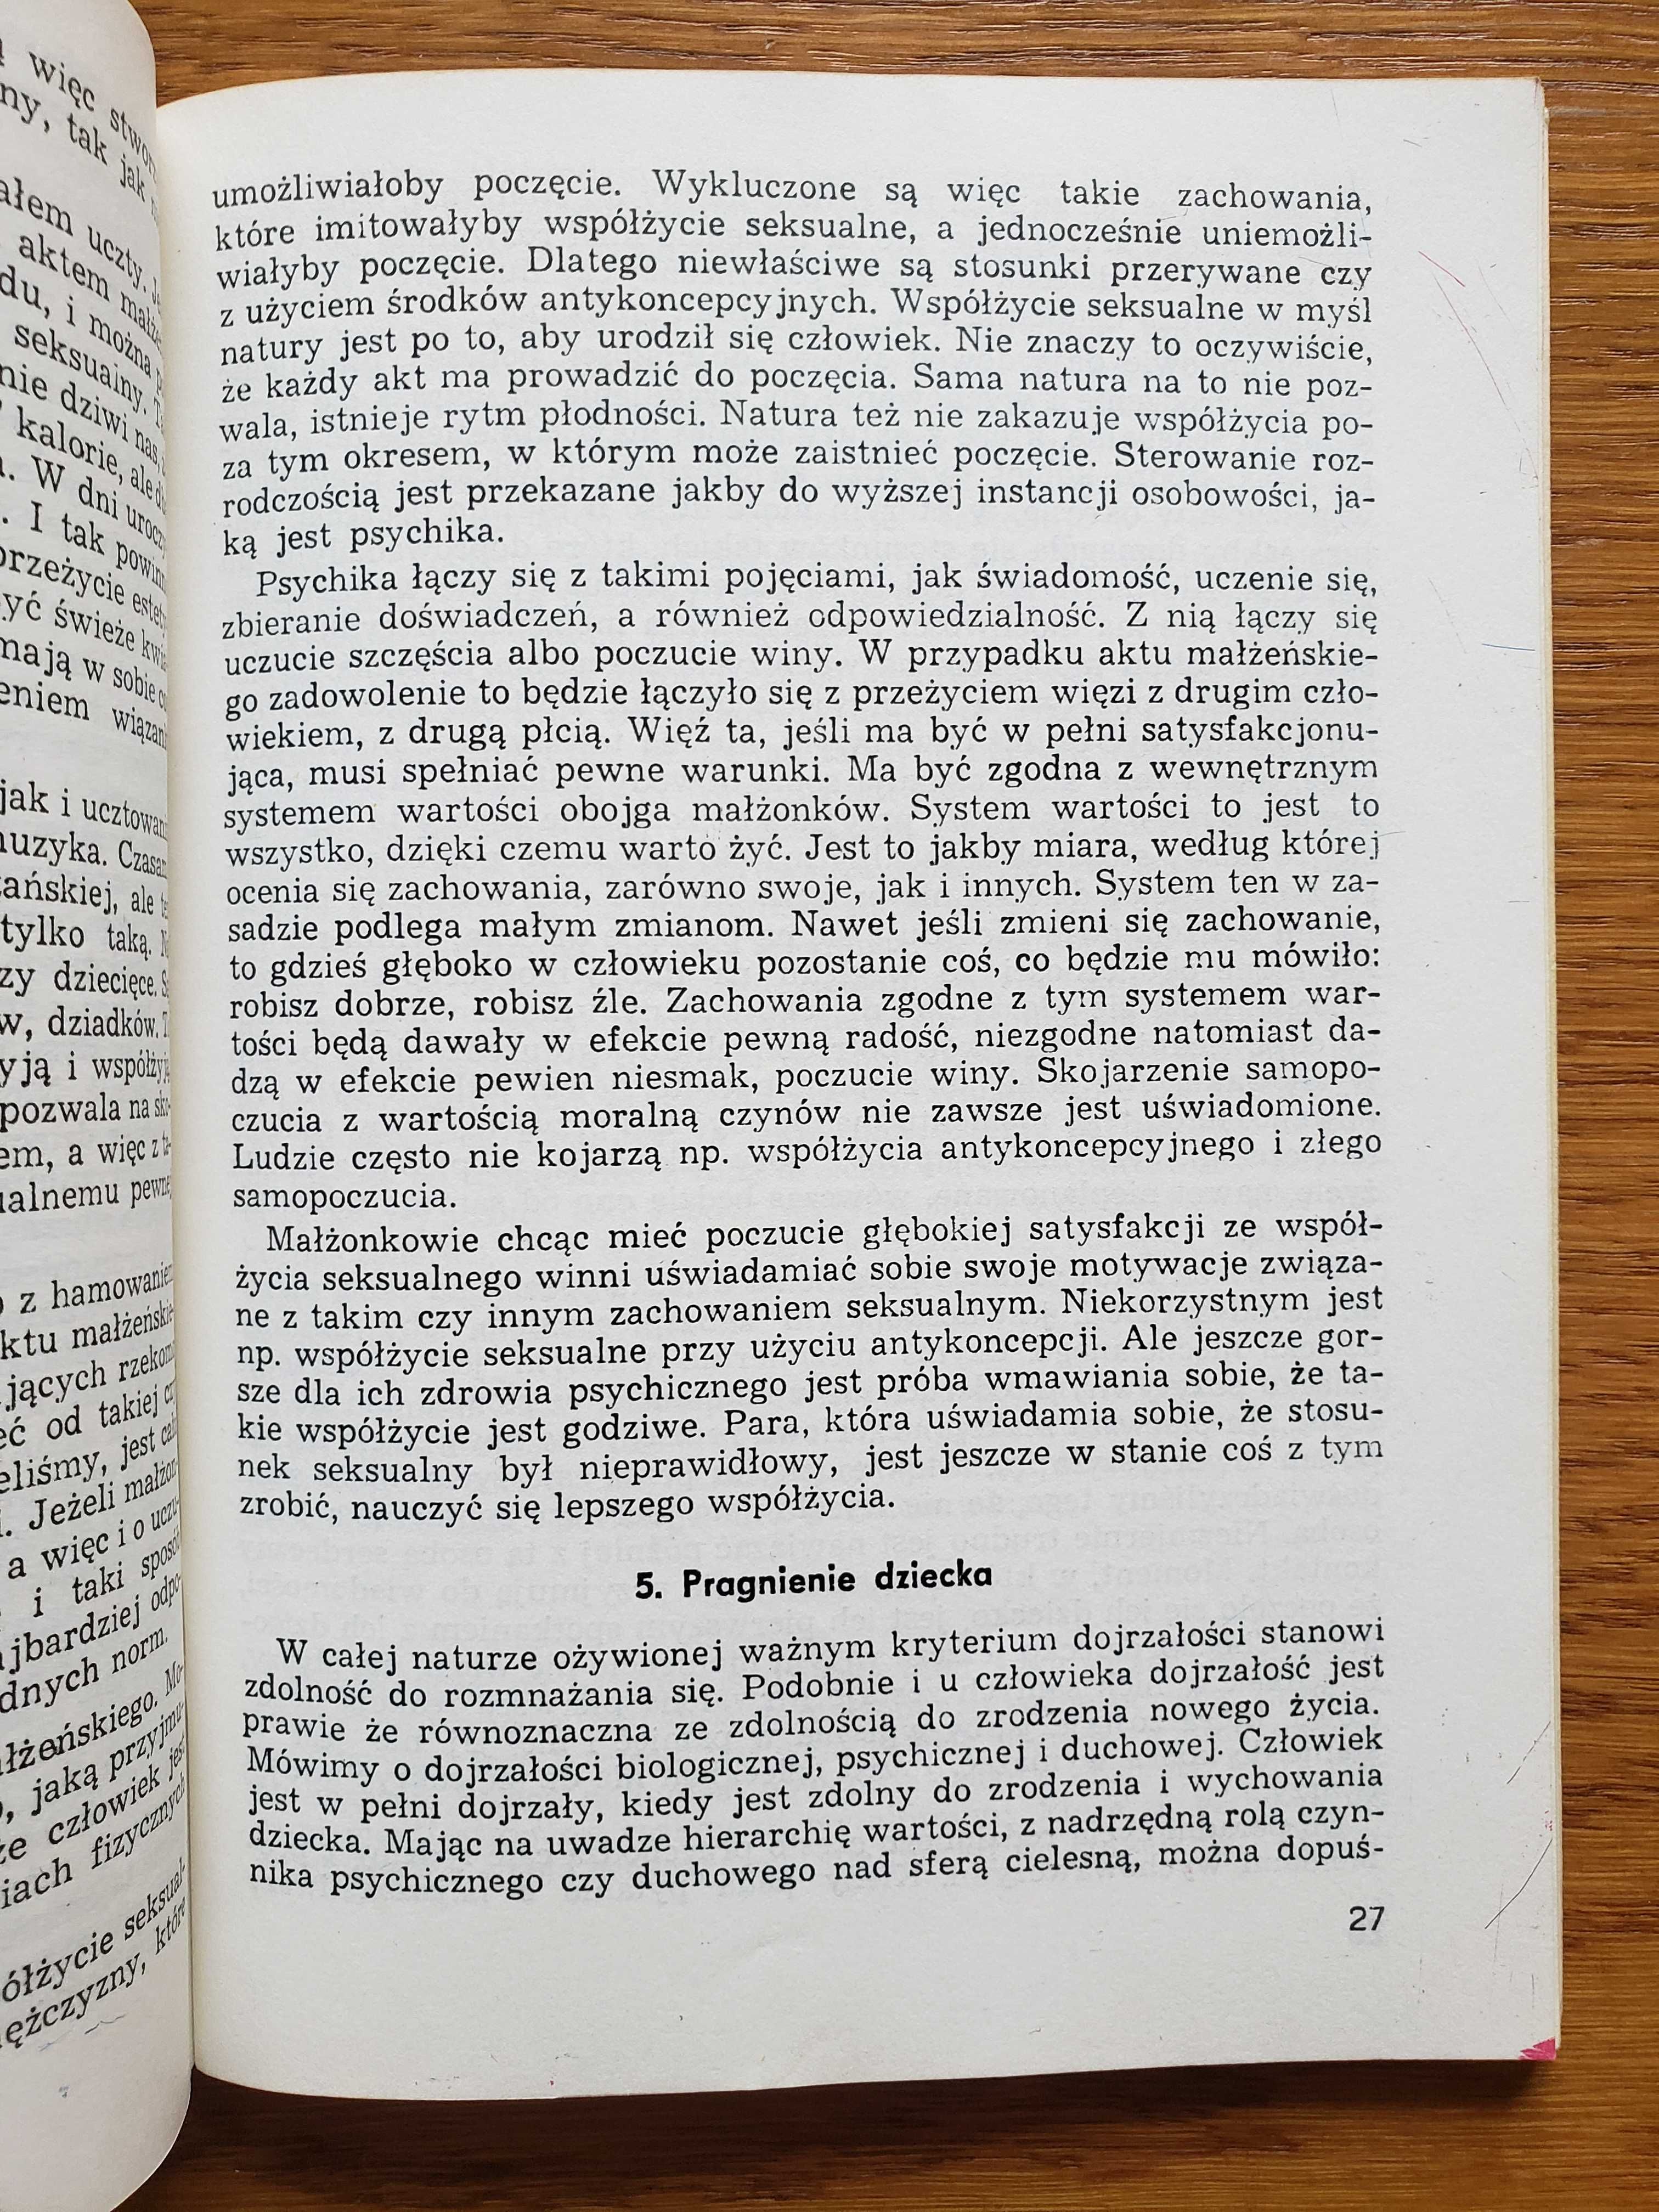 umożliwiałoby poczęcie. Wykluczone są więc takie zachowania,
które imitowałyby współżycie seksualne, a jednocześnie uniemożli-
wiałyby poczęcie. Dlatego niewłaściwe są stosunki przerywane czy
z użyciem środków antykoncepcyjnych. Współżycie seksualne w myśl
natury jest po to, aby urodził się człowiek. Nie znaczy to oczywiście,
że każdy akt ma prowadzić do poczęcia. Sama natura na to nie poz-
wala, istnieje rytm płodności. Natura też nie zakazuje współżycia po-
za tym okresem, w którym może zaistnieć poczęcie. Sterowanie roz-
rodczością jest przekazane jakby do wyższej instancji osobowości, ja-
ką jest psychika.
Psychika łączy się z takimi pojęciami, jak świadomość, uczenie się,
zbieranie doświadczeń, a również odpowiedzialność. Z nią łączy się
uczucie szczęścia albo poczucie winy. W przypadku aktu małżeńskie-
go zadowolenie to będzie łączyło się z przeżyciem więzi z drugim czło-
wiekiem, z drugą płcią. Więź ta, jeśli ma być w pełni satysfakcjonu-
jąca, musi spełniać pewne warunki. Ma być zgodna z wewnętrznym
systemem wartości obojga małżonków. System wartości to jest to
wszystko, dzięki czemu warto żyć. Jest to jakby miara, według której
ocenia się zachowania, zarówno swoje, jak i innych. System ten w za-
sadzie podlega małym zmianom. Nawet jeśli zmieni się zachowanie,
to gdzieś głęboko w człowieku pozostanie coś, co będzie mu mówiło:
robisz dobrze, robisz źle. Zachowania zgodne z tym systemem war-
tości będą dawały w efekcie pewną radość, niezgodne natomiast da-
dzą w efekcie pewien niesmak, poczucie winy. Skojarzenie samopo-
czucia z wartością moralną czynów nie zawsze jest uświadomione.
Ludzie często nie kojarzą np. współżycia antykoncepcyjnego i złego
samopoczucia.
Małżonkowie chcąc mieć poczucie głębokiej satysfakcji ze współ-
życia seksualnego winni uświadamiać sobie swoje motywacje związa-
ne z takim czy innym zachowaniem seksualnym. Niekorzystnym jest
np. współżycie seksualne przy użyciu antykoncepcji. Ale jeszcze gor-
sze dla ich zdrowia psychicznego jest próba wmawiania sobie, że ta-
kie współżycie jest godziwe. Para, która uświadamia sobie, że stosu-
nek seksualny był nieprawidłowy, jest jeszcze w stanie coś z tym
zrobić, nauczyć się lepszego współżycia.
5. Pragnienie dziecka
W całej naturze ożywionej ważnym kryterium dojrzałości stanowi
zdolność do rozmnażania się. Podobnie i u człowieka dojrzałość jest
prawie że równoznaczna ze zdolnością do zrodzenia nowego życia.
Mówimy o dojrzałości biologicznej, psychicznej i duchowej. Człowiek
jest w pełni dojrzały, kiedy jest zdolny do zrodzenia i wychowania
dziecka. Mając na uwadze hierarchię wartości, z nadrzędną rolą czyn-
nika psychicznego czy duchowego nad sferą cielesną, można dopuś-
27